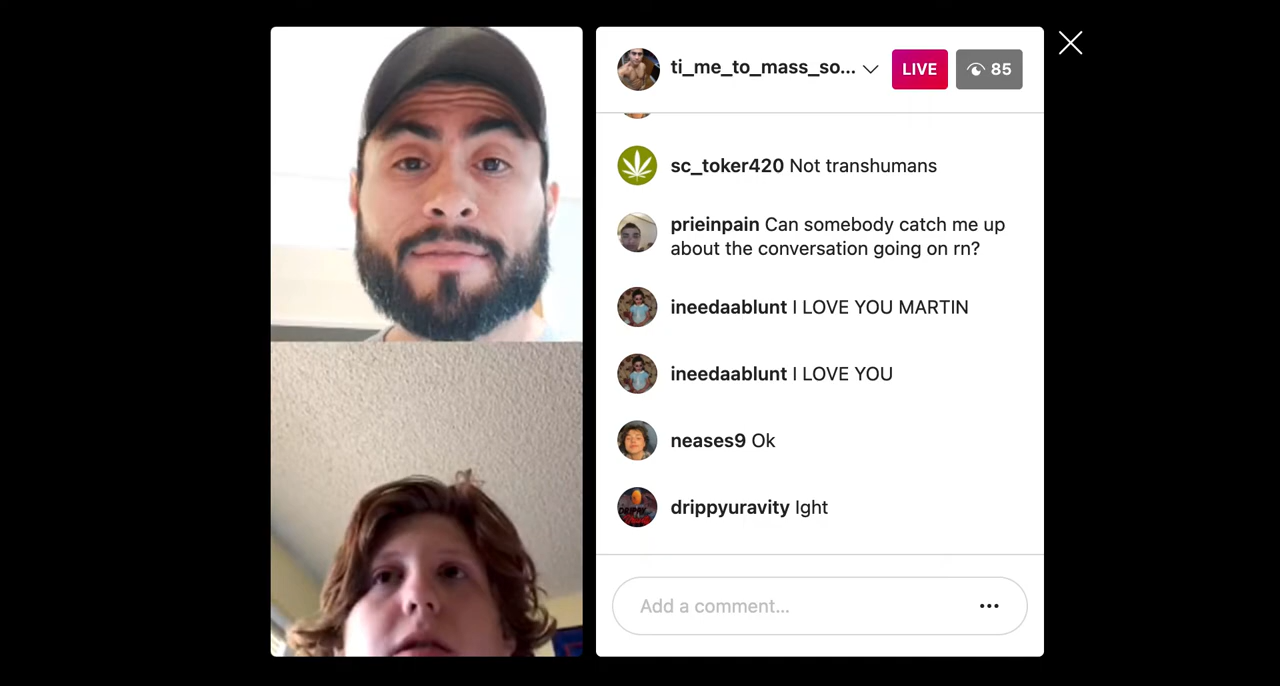 ti_me_to_mass_so...
LIVE
85
sc_toker420 Not transhumans
prieinpain Can somebody catch me up
about the conversation going on rn?
ineedaablunt I LOVE YOU MARTIN
ineedaablunt I LOVE YOU
neases9 Ok
drippyuravity Ight
Add a comment...